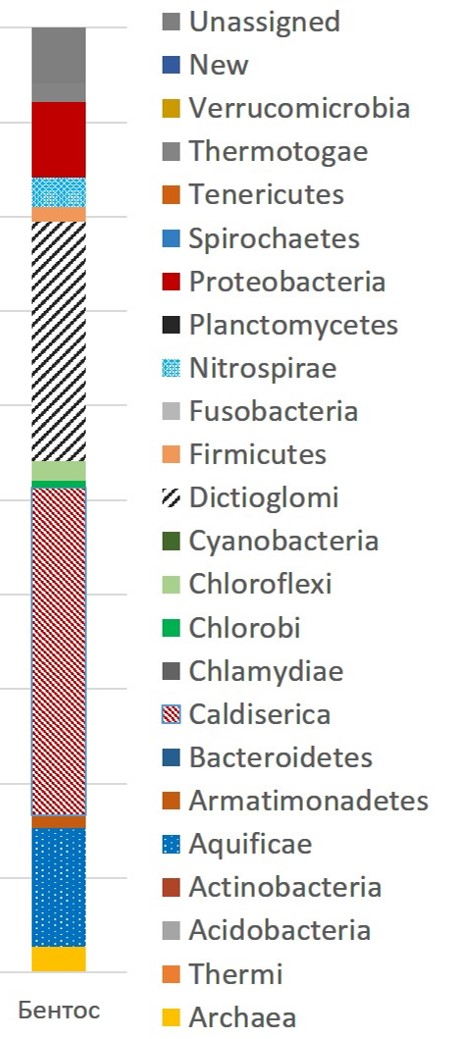 Unassigned
New
Verrucomicrobia
Thermotogae
Tenericutes
Spirochaetes
Proteobacteria
Planctomycetes
Nitrospirae
Fusobacteria
Firmicutes
Dictioglomi
Cyanobacteria
Chloroflexi
Chlorobi
Chlamydiae
Caldiserica
Bacteroidetes
Armatimonadetes
Aquificae
Actinobacteria
Acidobacteria
Thermi
Archaea
Бентос